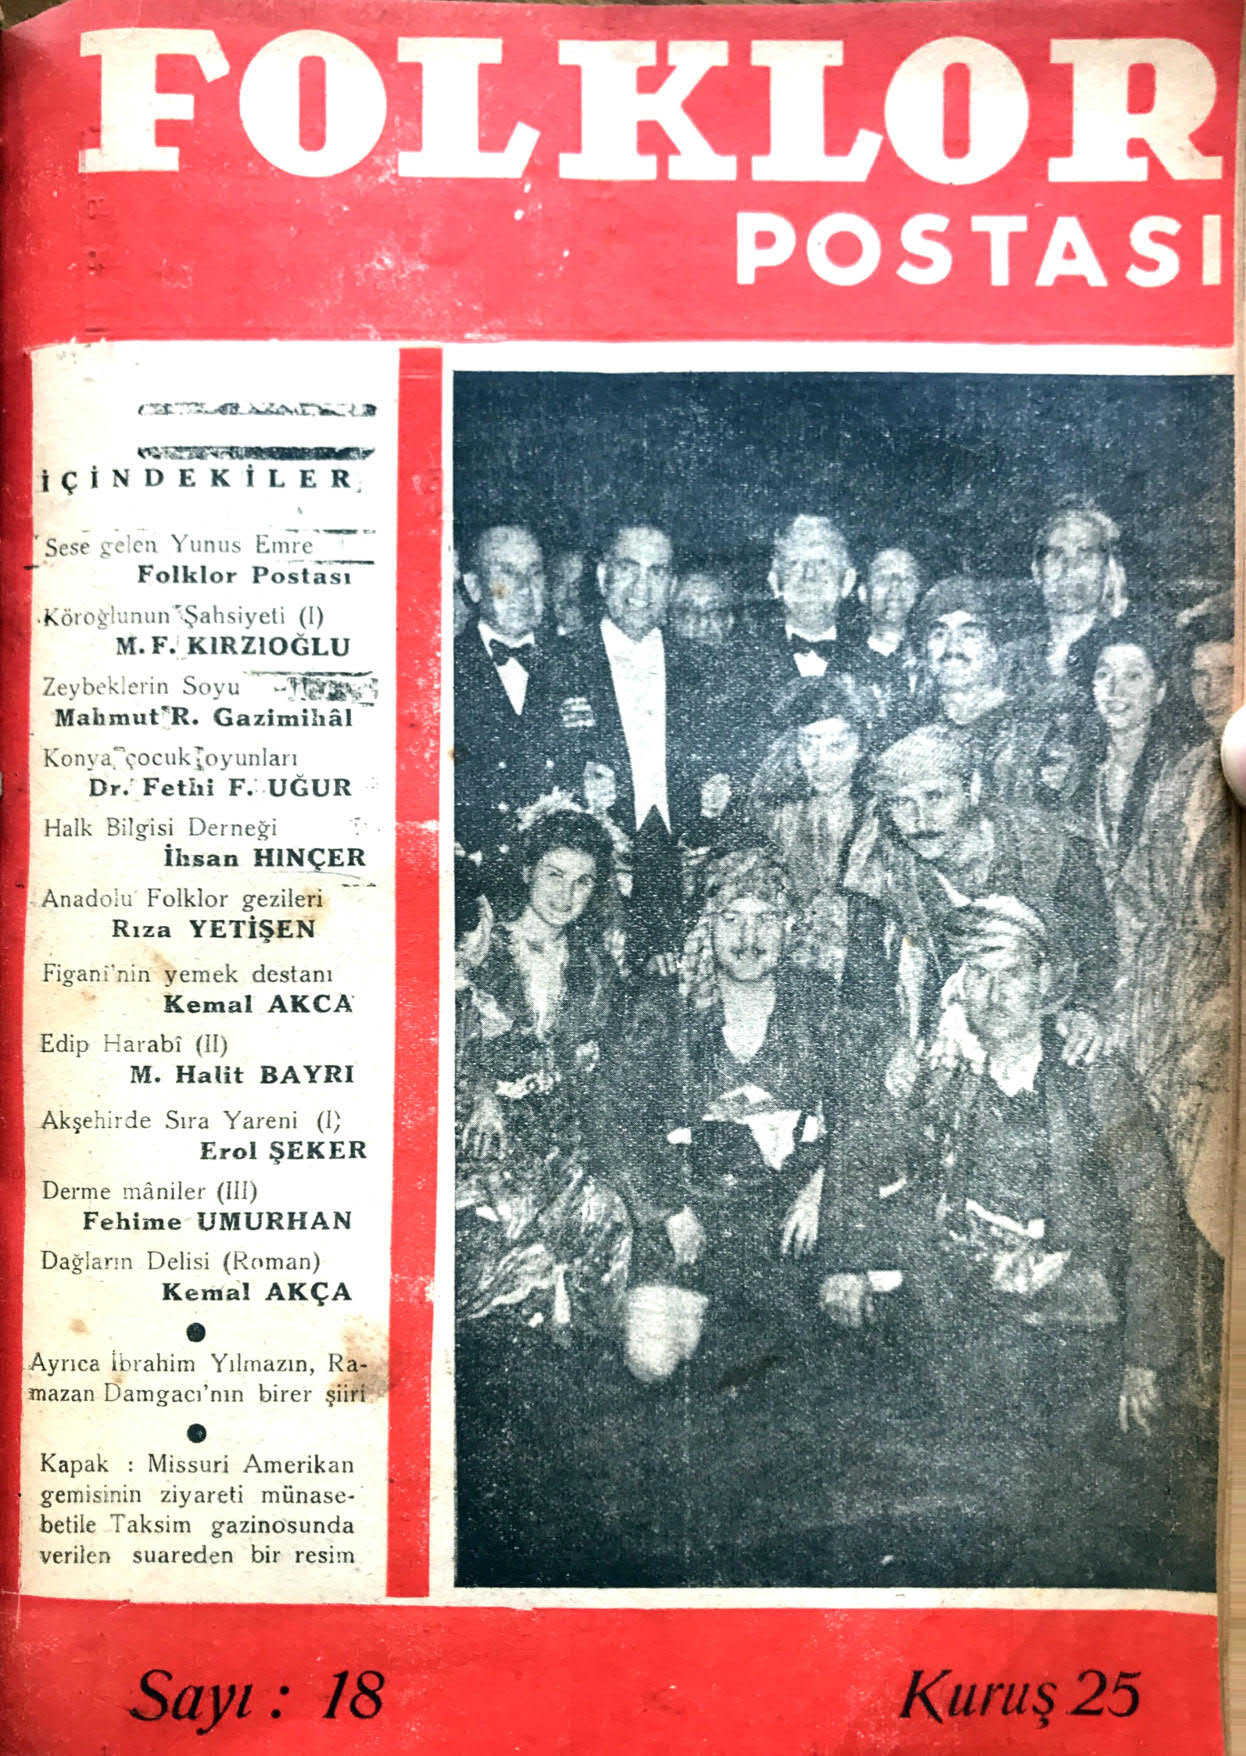 FOLKLOR
POSTASI
İÇİNDEKİLER
Sese gelen Yunus Emre
Folklor Postası
Köroğlunun Şahsiyeti (I)
M. F. KIRZIOĞLU
Zeybeklerin Soyu
Mahmut R. Gazimihâl
Konya çocuk oyunları
Dr. Fethi F. UĞUR
Halk Bilgisi Derneği
İhsan HINÇER
Anadolu Folklor gezileri
Rıza YETİŞEN
Figani'nin yemek destanı
Kemal AKCA
Edip Harabî (II)
M. Halit BAYRI
Akşehirde Sıra Yareni (I)
Erol ŞEKER
Derme mâniler (III)
Fehime UMURHAN
Dağların Delisi (Roman)
Kemal AKÇA
Ayrıca İbrahim Yılmazın, Ra-
mazan Damgacı'nın birer şiiri
Kapak : Missuri Amerikan
gemisinin ziyareti münase-
betile Taksim gazinosunda
verilen suareden bir resim
Sayı : 18
Kuruş 25